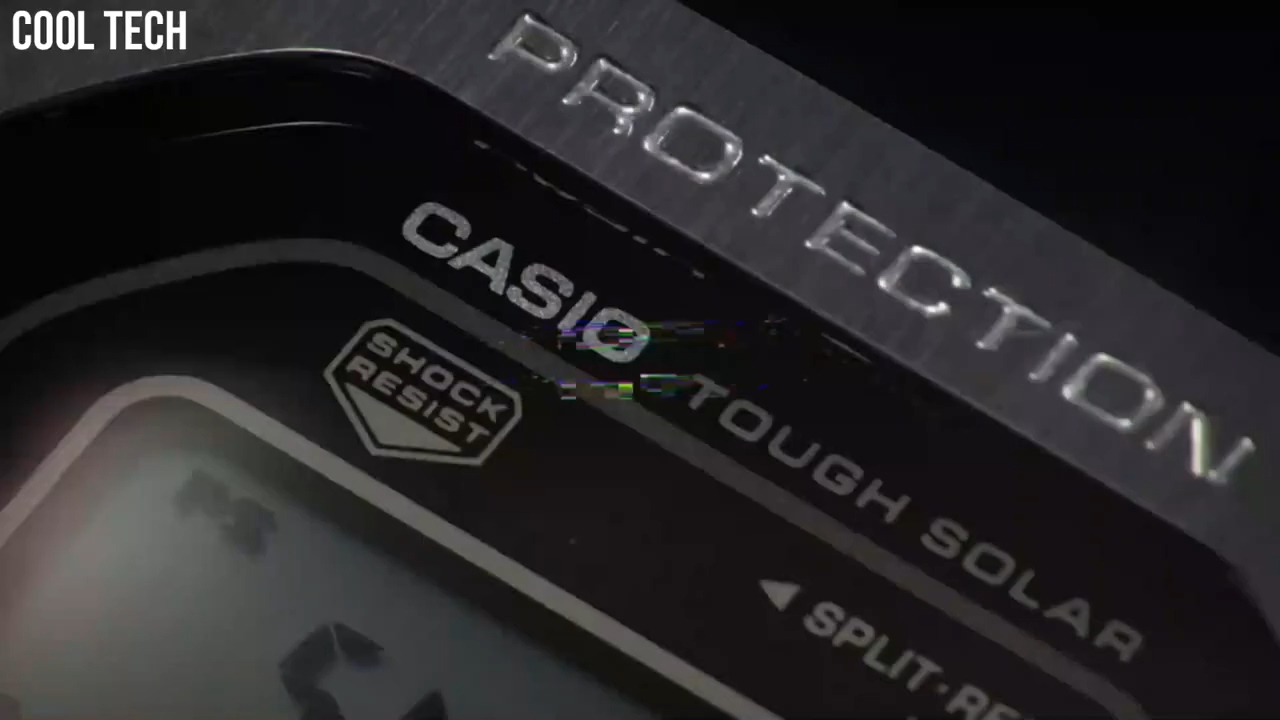 COOL TECH
PROTECTION
CASIO
TOUGH SOLAR
SHOCK
RESIST
SPLIT·RE